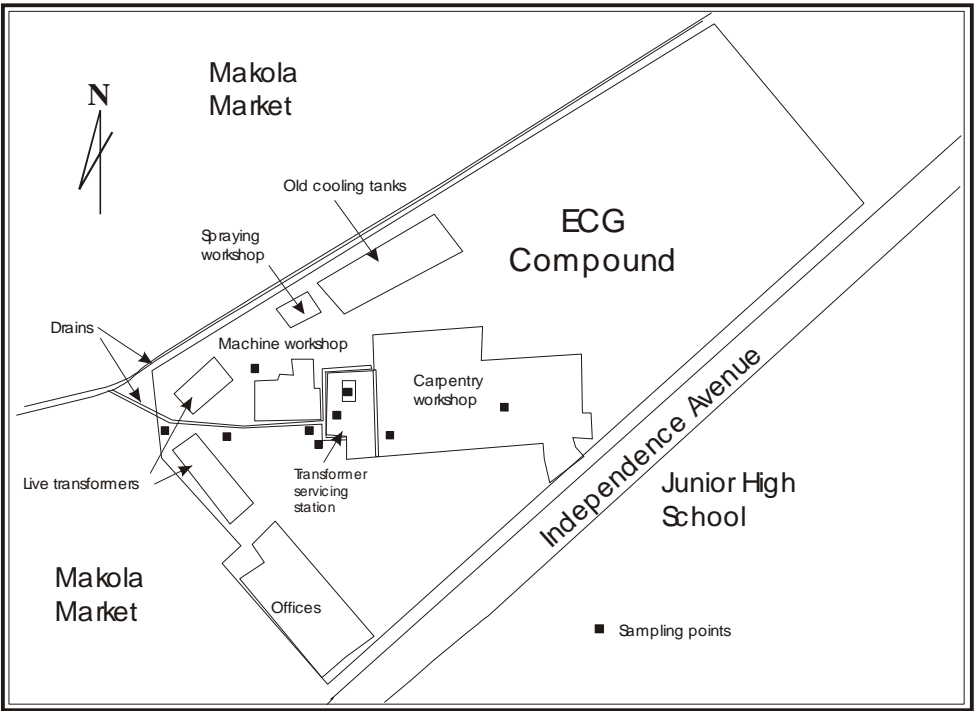 Makola
Market
N
Old cooling tanks
ECG
Compound
Spraying
workshop
Drains
Machine workshop
Carpentry
workshop
Independence Avenue
Live transformers
Transformer
servicing
station
Junior High
School
Makola
Market
Offices
Sampling points